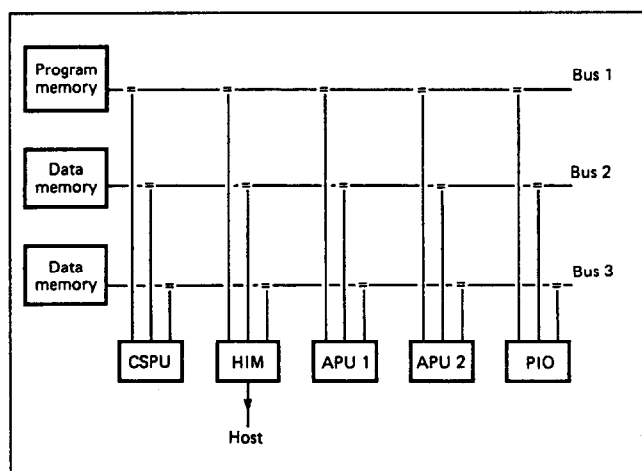 Program
memory
Bus 1
Data
memory
Bus 2
Data
memory
Bus 3
CSPU
HIM
APU 1
APU 2
PIO
Host